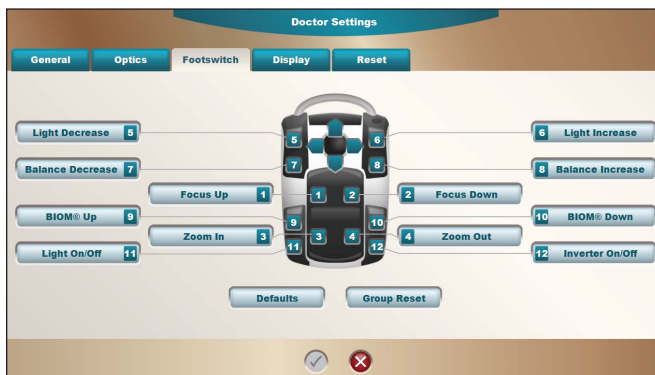 Doctor Settings
General Optics Footswitch Display Reset
Light Decrease 5 5 6 6 Light Increase
Balance Decrease 7 7 8 8 Balance Increase
Focus Up 1 1 2 2 Focus Down
BIOM® Up 9 9 10 10 BIOM® Down
Zoom In 3 3 4 4 Zoom Out
Light On/Off 11 11 12 12 Inverter On/Off
Defaults Group Reset